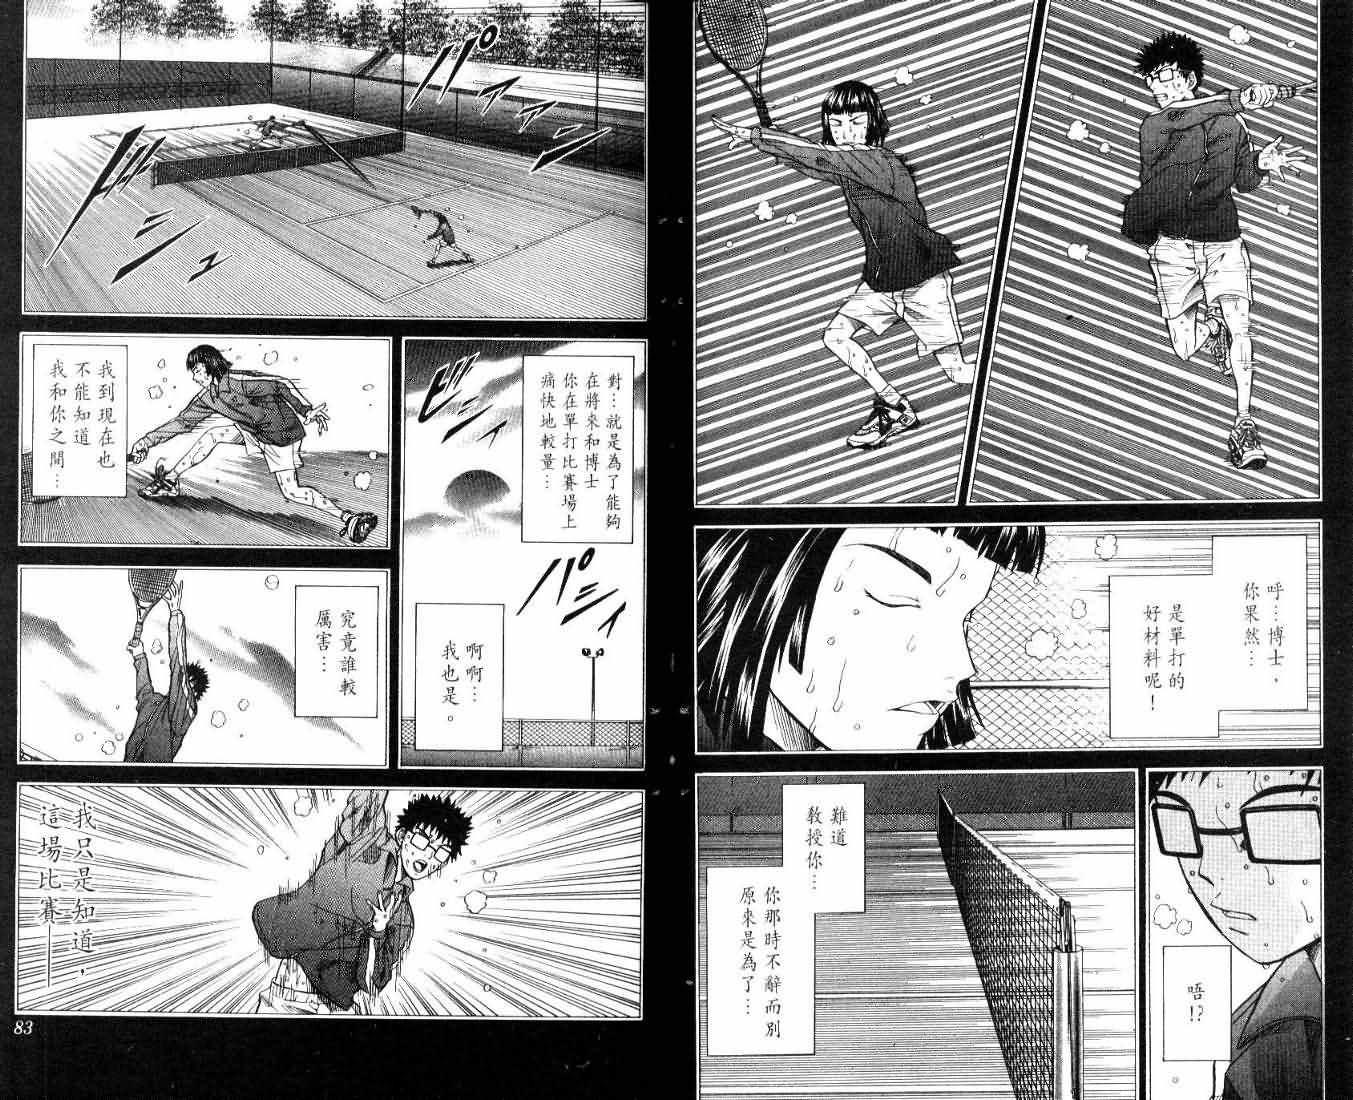 呼…博士，
你果然…
是單打的
好材料呢！
唔!?
難道
教授你…
你那時不辭而別
原來是為了…
パァァン
パシュ
對…就是為了能夠
在將來和博士
你在單打比賽場上
痛快地較量…
啊啊…
我也是。
パシィ
我到現在也
不能知道
我和你之間…
究竟誰較
厲害…
我只是知道，
這場比賽——
83